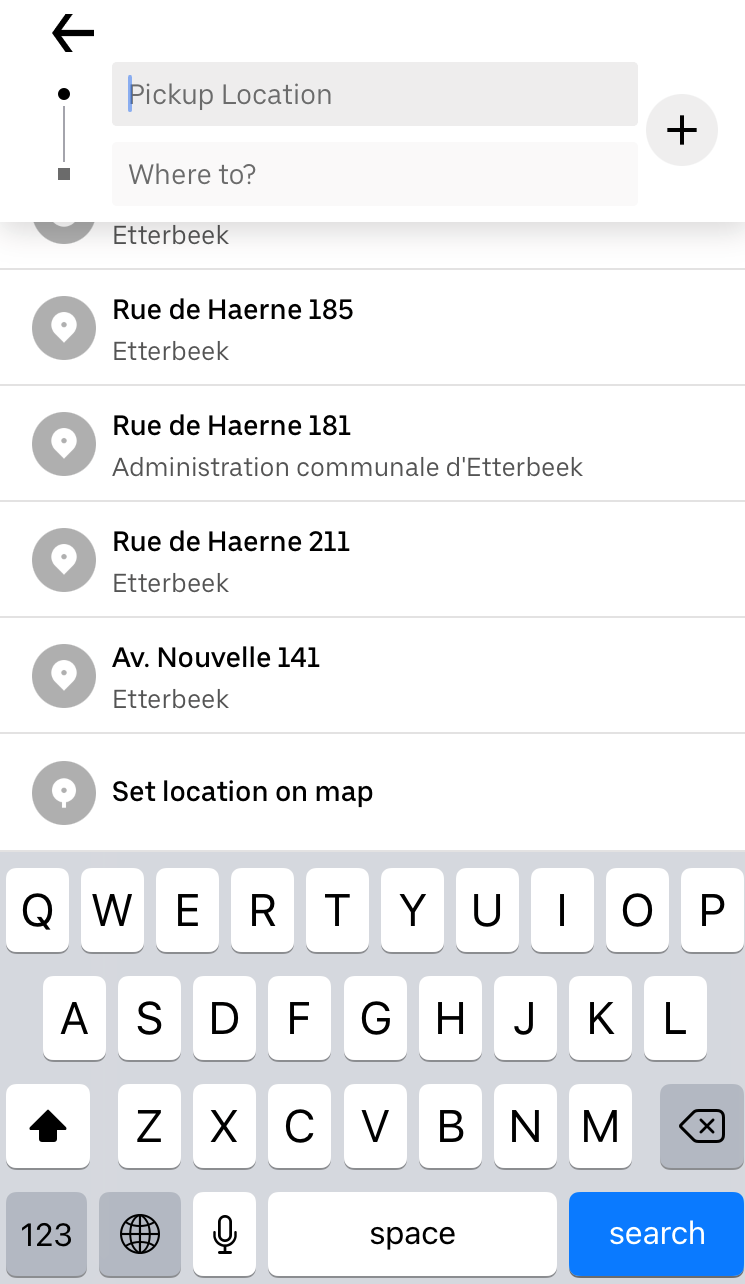 Pickup Location
Where to?
Etterbeek
Rue de Haerne 185
Etterbeek
Rue de Haerne 181
Administration communale d'Etterbeek
Rue de Haerne 211
Etterbeek
Av. Nouvelle 141
Etterbeek
Set location on map
Q W E R T Y U I O P
A S D F G H J K L
Z X C V B N M
123 space search